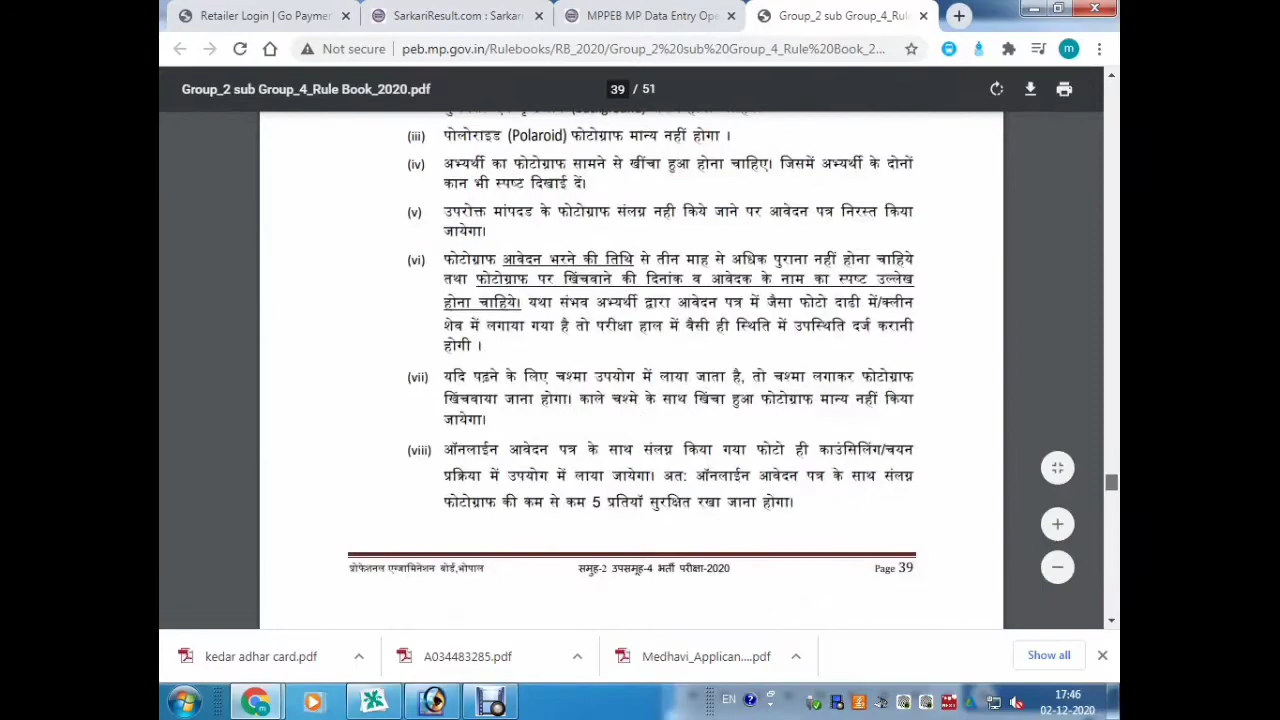 Retailer Login | Go Paymer
SarkariResult.com : Sarkar
MPPEB MP Data Entry Ope
Group_2 sub Group_4_Rul
Not secure
peb.mp.gov.in/Rulebooks/RB_2020/Group_2%20sub%20Group_4_Rule%20Book_2...
m
Group_2 sub Group_4_Rule Book_2020.pdf
39 / 51
(iii) पोलोराइड (Polaroid) फोटोग्राफ मान्य नहीं होगा ।
(iv) अभ्यर्थी का फोटोग्राफ सामने से खींचा हुआ होना चाहिए। जिसमें अभ्यर्थी के दोनों
कान भी स्पष्ट दिखाई दें।
(v) उपरोक्त मांपदड के फोटोग्राफ संलग्न नही किये जाने पर आवेदन पत्र निरस्त किया
जायेगा।
(vi) फोटोग्राफ आवेदन भरने की तिथि से तीन माह से अधिक पुराना नहीं होना चाहिये
तथा फोटोग्राफ पर खिंचवाने की दिनांक व आवेदक के नाम का स्पष्ट उल्लेख
होना चाहिये। यथा संभव अभ्यर्थी द्वारा आवेदन पत्र में जैसा फोटो दाढी में/क्लीन
शेव में लगाया गया है तो परीक्षा हाल में वैसी ही स्थिति में उपस्थिति दर्ज करानी
होगी ।
(vii) यदि पढ़ने के लिए चश्मा उपयोग में लाया जाता है, तो चश्मा लगाकर फोटोग्राफ
खिंचवाया जाना होगा। काले चश्मे के साथ खिंचा हुआ फोटोग्राफ मान्य नहीं किया
जायेगा।
(viii) ऑनलाईन आवेदन पत्र के साथ संलग्न किया गया फोटो ही काउंसिलिंग/चयन
प्रक्रिया में उपयोग में लाया जायेगा। अत: ऑनलाईन आवेदन पत्र के साथ संलग्न
फोटोग्राफ की कम से कम 5 प्रतियाँ सुरक्षित रखा जाना होगा।
प्रोफेशनल एग्जामिनेशन बोर्ड,भोपाल
समुह-2 उपसमूह-4 भर्ती परीक्षा-2020
Page 39
kedar adhar card.pdf
A034483285.pdf
Medhavi_Applican....pdf
Show all
EN
17:46
02-12-2020